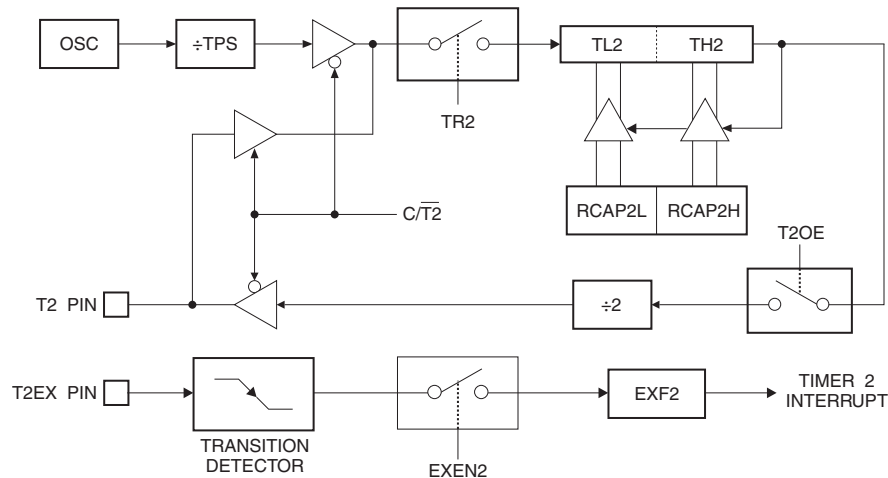 OSC
÷TPS
TR2
TL2 TH2
C/T̅2̅
RCAP2L RCAP2H
T2OE
T2 PIN
÷2
T2EX PIN
TRANSITION
DETECTOR
EXEN2
EXF2
TIMER 2
INTERRUPT